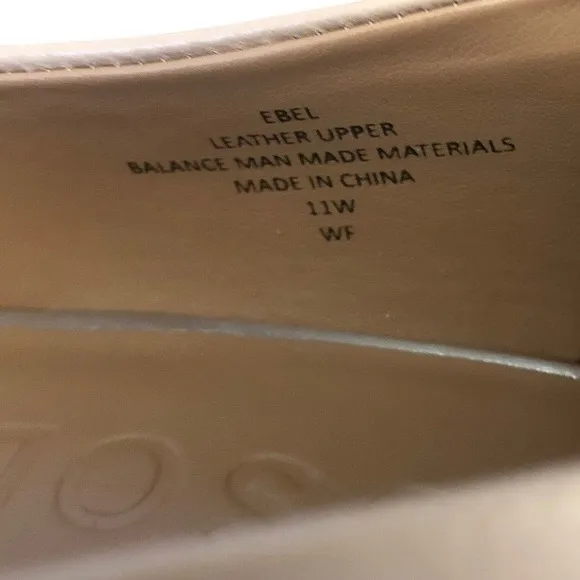 EBEL
LEATHER UPPER
BALANCE MAN MADE MATERIALS
MADE IN CHINA
11W
WF